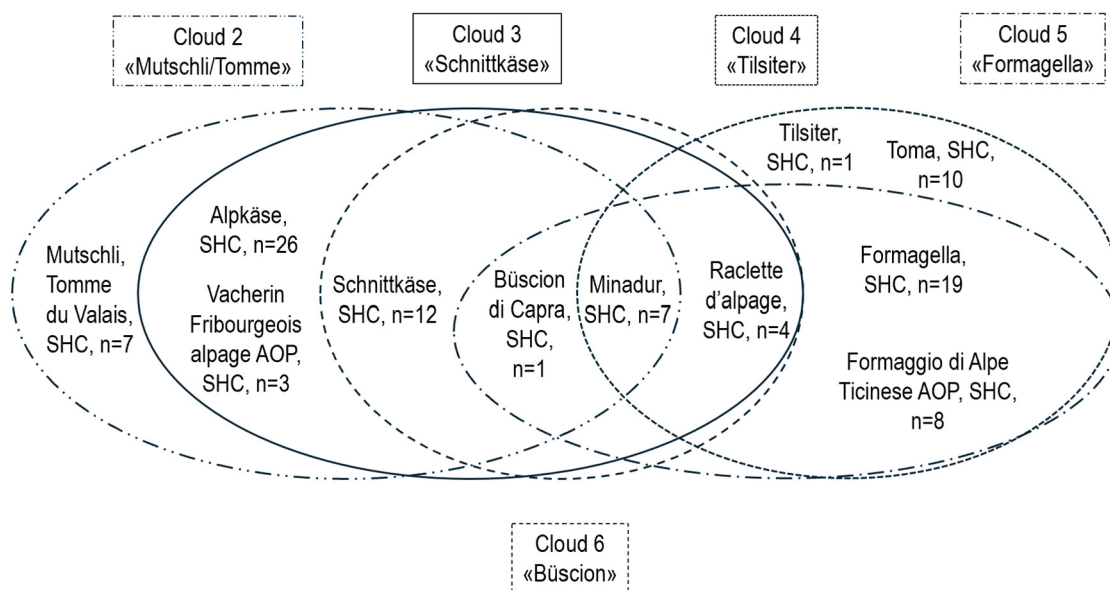 Cloud 2
«Mutschli/Tomme»
Cloud 3
«Schnittkäse»
Cloud 4
«Tilsiter»
Cloud 5
«Formagella»
Tilsiter,
SHC, n=1
Toma, SHC,
n=10
Alpkäse,
SHC, n=26
Mutschli,
Tomme
du Valais,
SHC, n=7
Vacherin
Fribourgeois
alpage AOP,
SHC, n=3
Schnittkäse,
SHC, n=12
Büscion
di Capra,
SHC,
n=1
Minadur,
SHC, n=7
Raclette
d’alpage,
SHC, n=4
Formagella,
SHC, n=19
Formaggio di Alpe
Ticinese AOP, SHC,
n=8
Cloud 6
«Büscion»